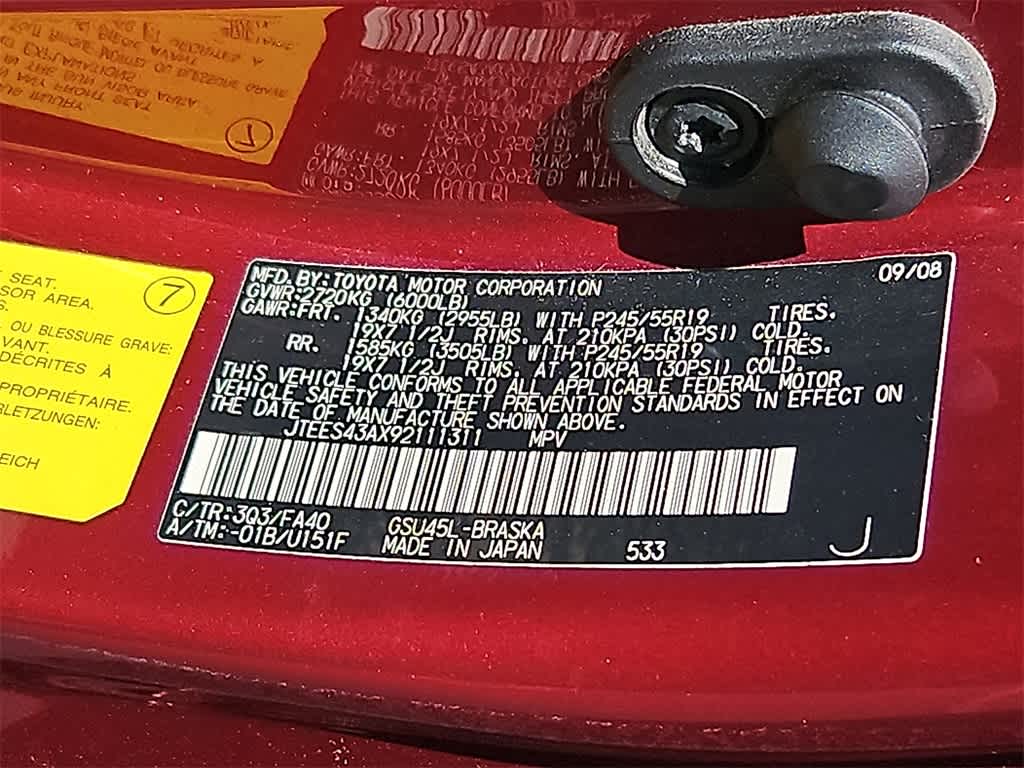 SEAT.
SOR AREA.
OU BLESSURE GRAVE:
VANT.
DÉCRITES À
PROPRIÉTAIRE.
RLETZUNGEN:
EICH
7
MFD. BY: TOYOTA MOTOR CORPORATION 09/08
GVWR: 2720KG (6000LB)
GAWR: FRT. 1340KG (2955LB) WITH P245/55R19 TIRES.
19X7 1/2J RIMS. AT 210KPA (30PSI) COLD.
RR. 1585KG (3505LB) WITH P245/55R19 TIRES.
19X7 1/2J RIMS. AT 210KPA (30PSI) COLD.
THIS VEHICLE CONFORMS TO ALL APPLICABLE FEDERAL MOTOR
VEHICLE SAFETY AND THEFT PREVENTION STANDARDS IN EFFECT ON
THE DATE OF MANUFACTURE SHOWN ABOVE.
JTEES43AX92111311 MPV
C/TR: 3Q3/FA40 GSU45L-BRASKA
A/TM: -01B/U151F MADE IN JAPAN 533 J